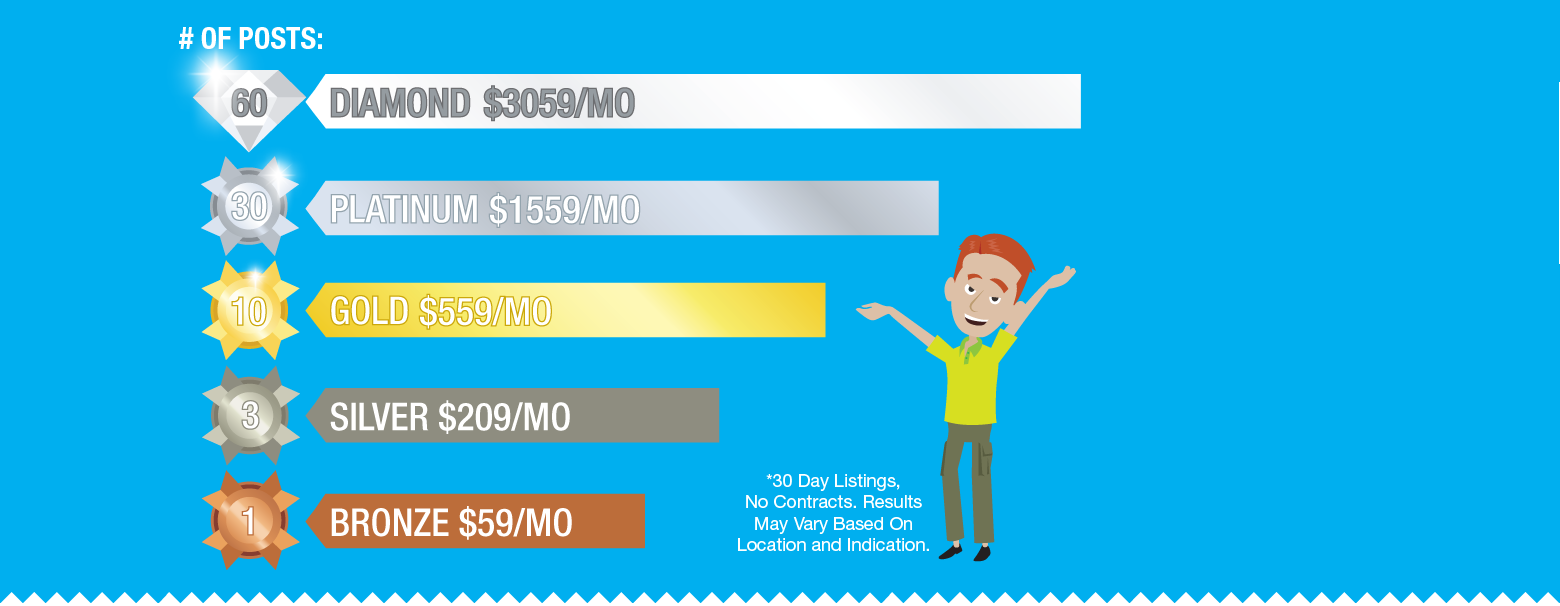 # OF POSTS:
60 DIAMOND $3059/MO
30 PLATINUM $1559/MO
10 GOLD $559/MO
3 SILVER $209/MO
1 BRONZE $59/MO
*30 Day Listings,
No Contracts. Results
May Vary Based On
Location and Indication.